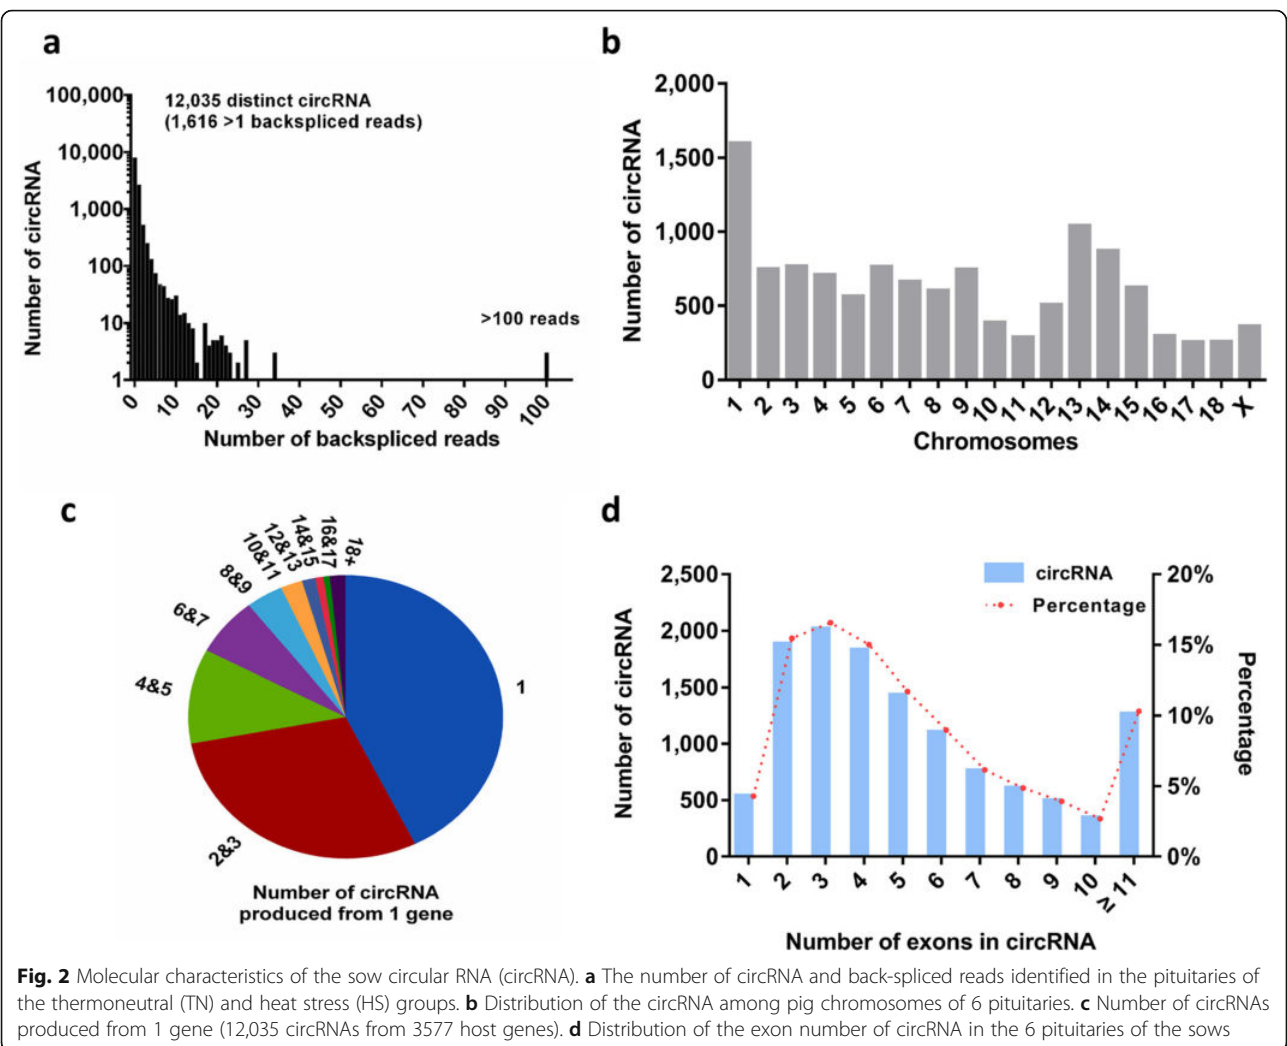 a
100,000
10,000
1,000
100
10
1
Number of circRNA
12,035 distinct circRNA
(1,616 >1 backspliced reads)
>100 reads
0 10 20 30 40 50 60 70 80 90 100
Number of backspliced reads
b
2,000
1,500
1,000
500
0
Number of circRNA
1 2 3 4 5 6 7 8 9 10 11 12 13 14 15 16 17 18 X
Chromosomes
c
1
2&3
4&5
6&7
8&9
10&11
12&13
14&15
16&17
18+
Number of circRNA
produced from 1 gene
d
2,500
2,000
1,500
1,000
500
0
Number of circRNA
circRNA
Percentage
20%
15%
10%
5%
0%
Percentage
1 2 3 4 5 6 7 8 9 10 ≥11
Number of exons in circRNA
Fig. 2 Molecular characteristics of the sow circular RNA (circRNA). a The number of circRNA and back-spliced reads identified in the pituitaries of
the thermoneutral (TN) and heat stress (HS) groups. b Distribution of the circRNA among pig chromosomes of 6 pituitaries. c Number of circRNAs
produced from 1 gene (12,035 circRNAs from 3577 host genes). d Distribution of the exon number of circRNA in the 6 pituitaries of the sows